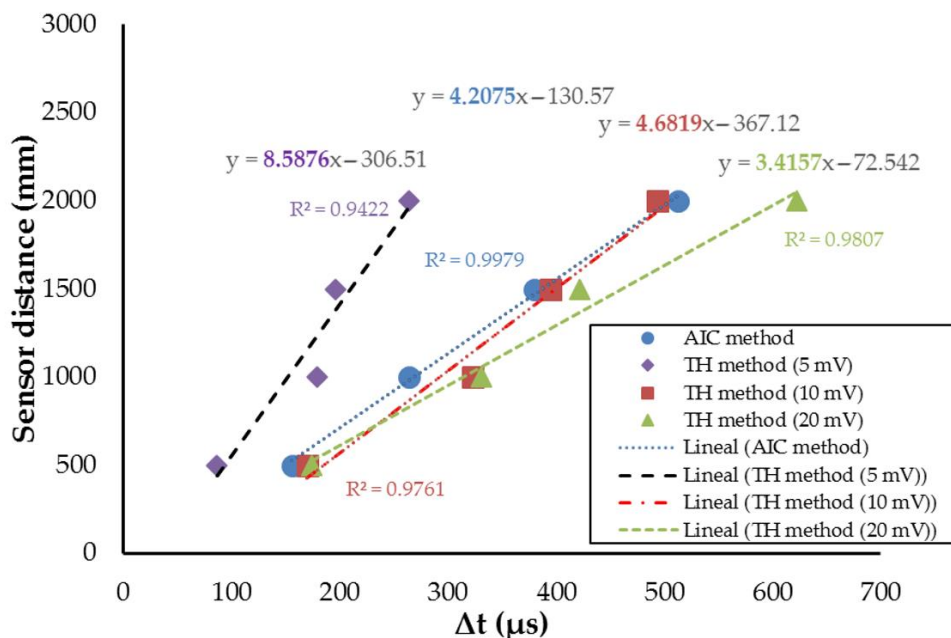 3000
2500
2000
1500
1000
500
0
Sensor distance (mm)
y = 4.2075x−130.57
y = 4.6819x−367.12
y = 8.5876x−306.51
y = 3.4157x−72.542
R² = 0.9422
R² = 0.9807
R² = 0.9979
R² = 0.9761
AIC method
TH method (5 mV)
TH method (10 mV)
TH method (20 mV)
Lineal (AIC method)
Lineal (TH method (5 mV))
Lineal (TH method (10 mV))
Lineal (TH method (20 mV))
0 100 200 300 400 500 600 700
Δt (μs)